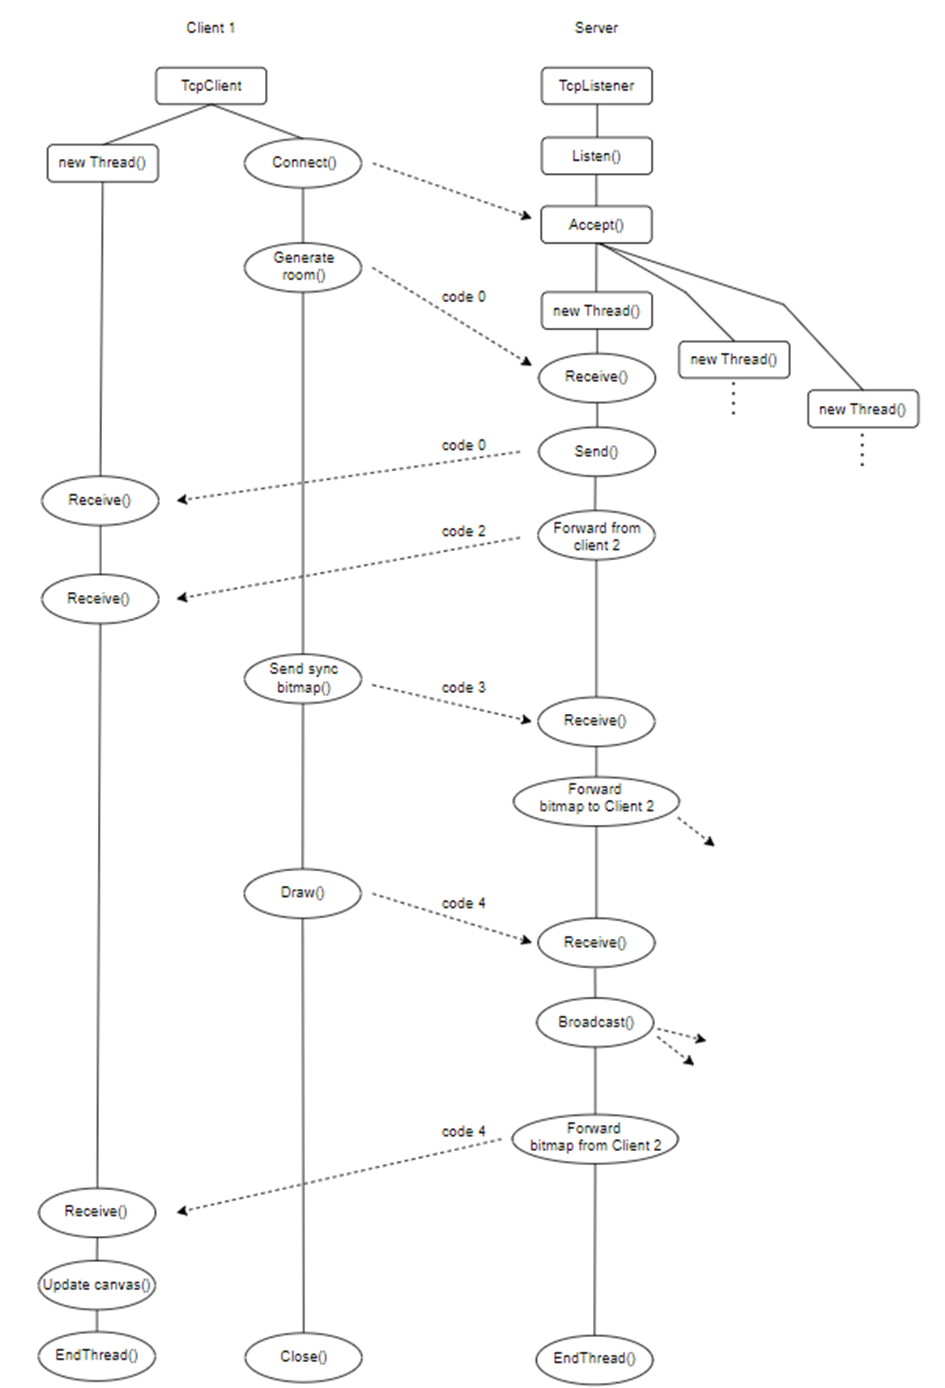 Client 1
Server
TcpClient
TcpListener
new Thread()
Connect()
Listen()
Accept()
Generate
room()
code 0
new Thread()
new Thread()
Receive()
new Thread()
code 0
Send()
Receive()
code 2
Forward from
client 2
Receive()
Send sync
bitmap()
code 3
Receive()
Forward
bitmap to Client 2
Draw()
code 4
Receive()
Broadcast()
code 4
Forward
bitmap from Client 2
Receive()
Update canvas()
EndThread()
Close()
EndThread()